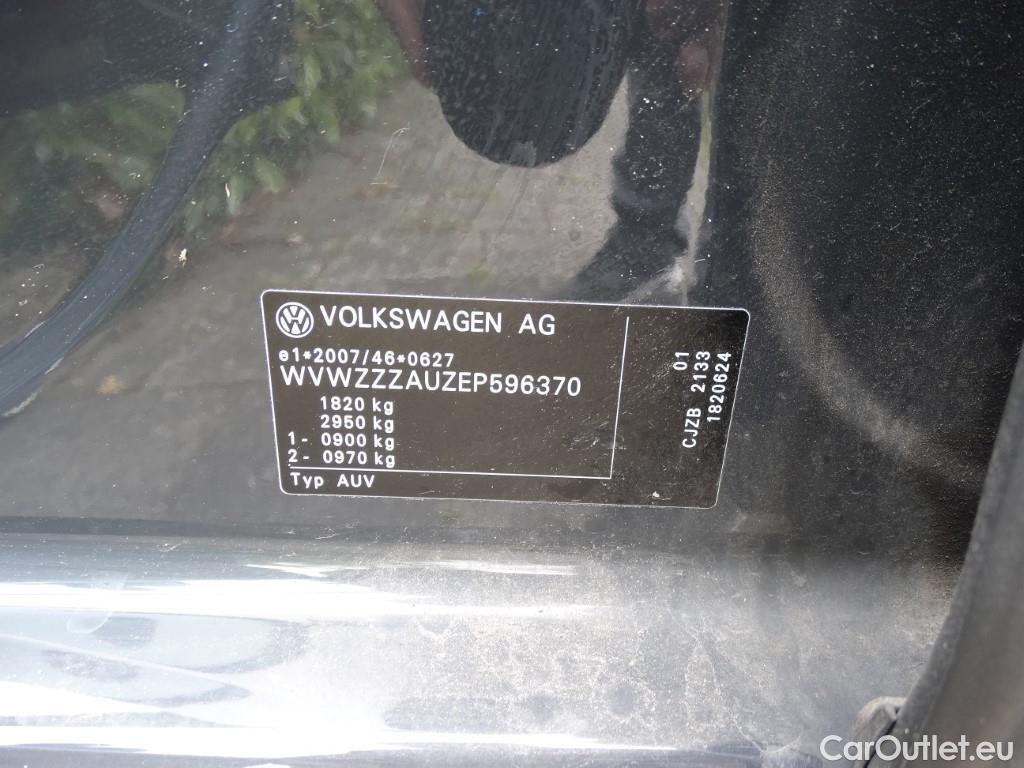 VOLKSWAGEN AG
e1*2007/46*0627
WVWZZZAUZEP596370
1820 kg
2950 kg
1- 0900 kg
2- 0970 kg
Typ AUV
01
CJZB 2133
1820624
CarOutlet.eu